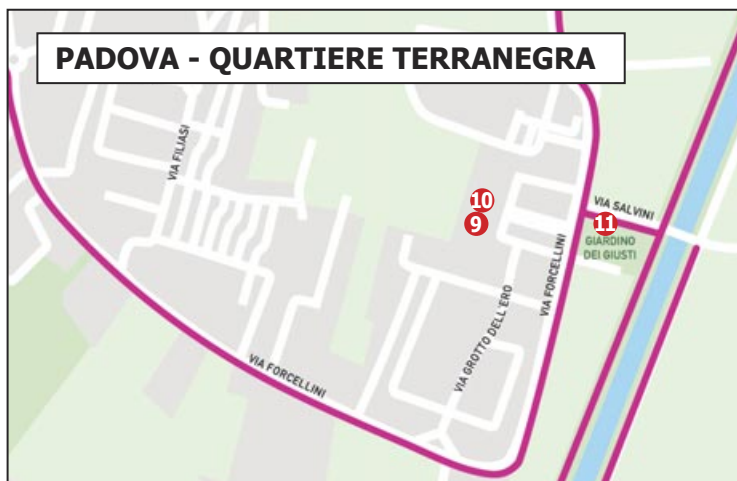 PADOVA - QUARTIERE TERRANEGRA
VIA FILIASI
10
9
VIA SALVINI
11
GIARDINO
DEI GIUSTI
VIA FORCELLINI
VIA GROTTO DELL'ERO
VIA FORCELLINI